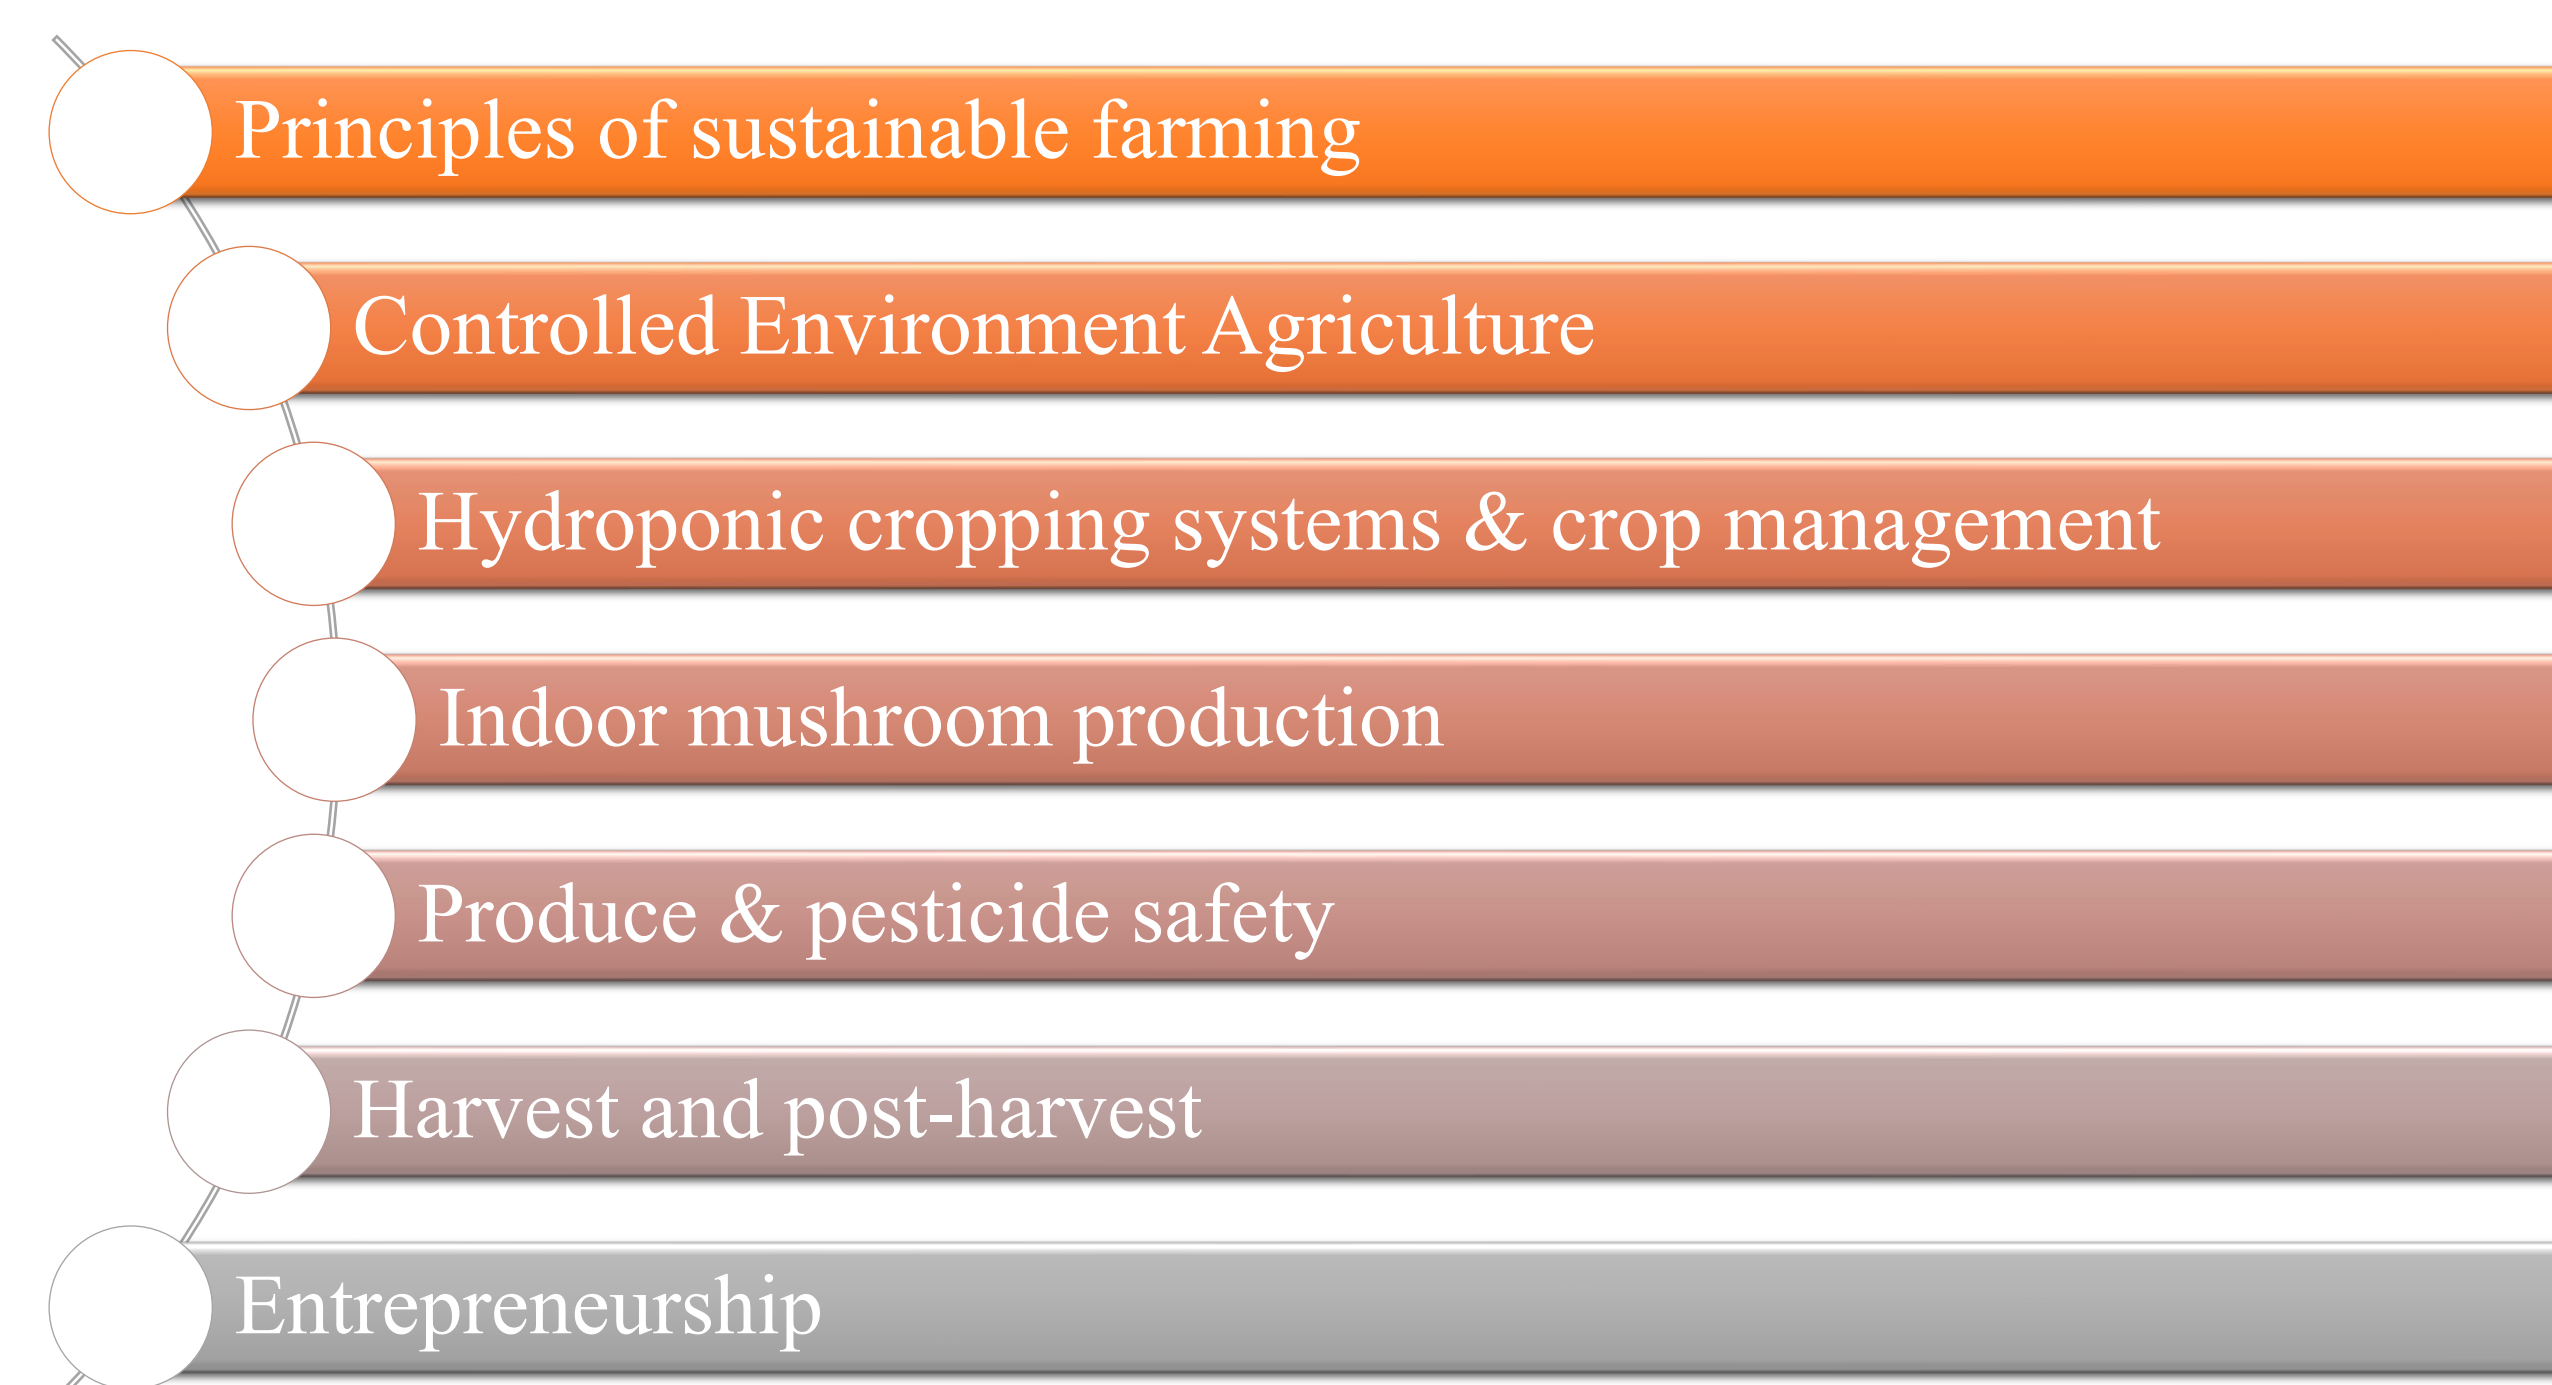 Principles of sustainable farming
Controlled Environment Agriculture
Hydroponic cropping systems & crop management
Indoor mushroom production
Produce & pesticide safety
Harvest and post-harvest
Entrepreneurship